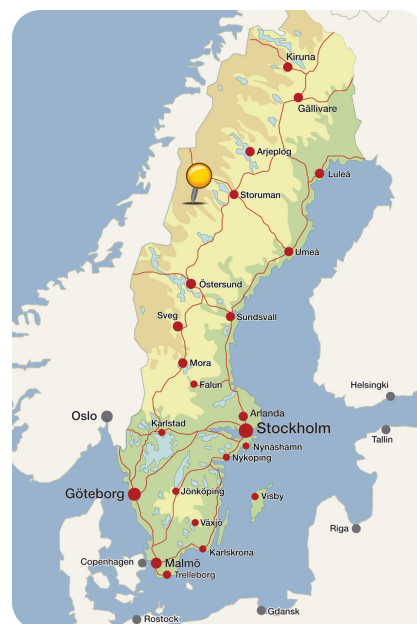 Kiruna
Gällivare
Arjeplog
Luleå
Storuman
Umeå
Östersund
Sveg
Sundsvall
Mora
Falun
Helsingki
Arlanda
Oslo
Karlstad
Stockholm
Tallin
Nynäshamn
Nyköping
Göteborg
Jönköping
Visby
Växjö
Riga
Karlskrona
Copenhagen
Malmö
Trelleborg
Gdansk
Rostock